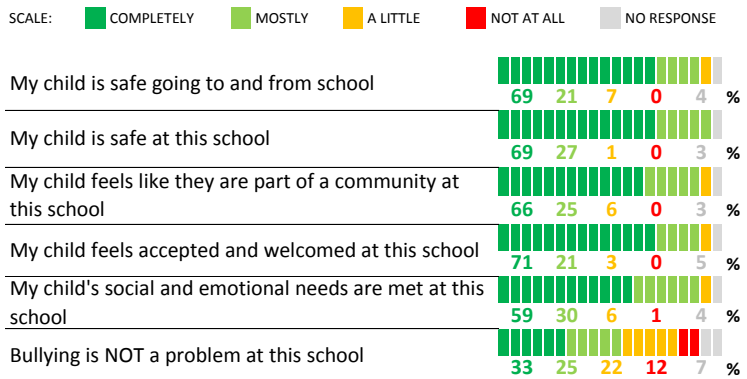 SCALE: COMPLETELY MOSTLY A LITTLE NOT AT ALL NO RESPONSE
My child is safe going to and from school
69 21 7 0 4 %
My child is safe at this school
69 27 1 0 3 %
My child feels like they are part of a community at
this school
66 25 6 0 3 %
My child feels accepted and welcomed at this school
71 21 3 0 5 %
My child's social and emotional needs are met at this
school
59 30 6 1 4 %
Bullying is NOT a problem at this school
33 25 22 12 7 %